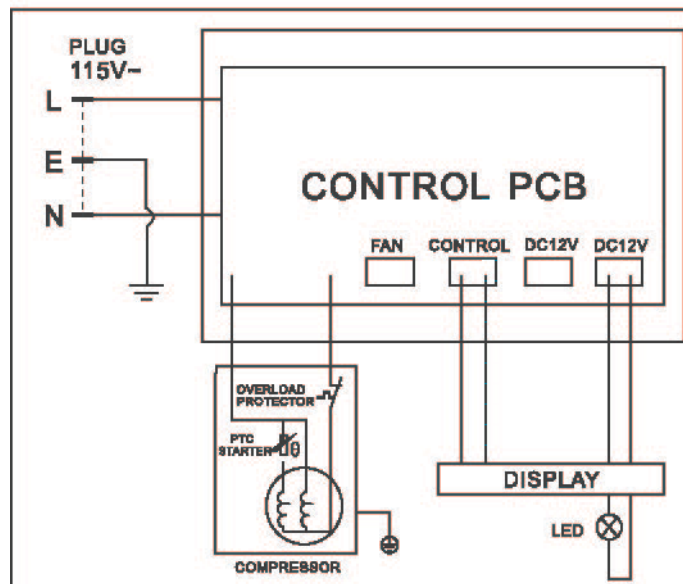 PLUG
115V~
L
E
N
CONTROL PCB
FAN CONTROL DC12V DC12V
OVERLOAD
PROTECTOR
PTC
STARTER
θ
DISPLAY
LED
COMPRESSOR